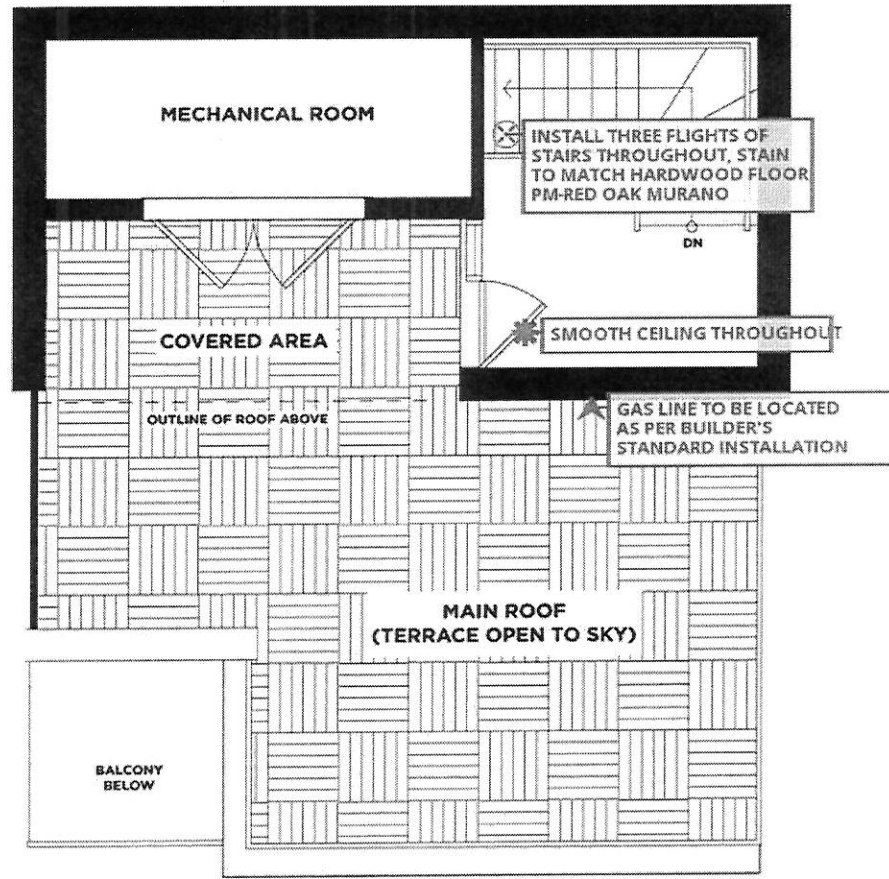 MECHANICAL ROOM
INSTALL THREE FLIGHTS OF
STAIRS THROUGHOUT, STAIN
TO MATCH HARDWOOD FLOOR
PM-RED OAK MURANO
DN
SMOOTH CEILING THROUGHOUT
COVERED AREA
OUTLINE OF ROOF ABOVE
GAS LINE TO BE LOCATED
AS PER BUILDER'S
STANDARD INSTALLATION
MAIN ROOF
(TERRACE OPEN TO SKY)
BALCONY
BELOW